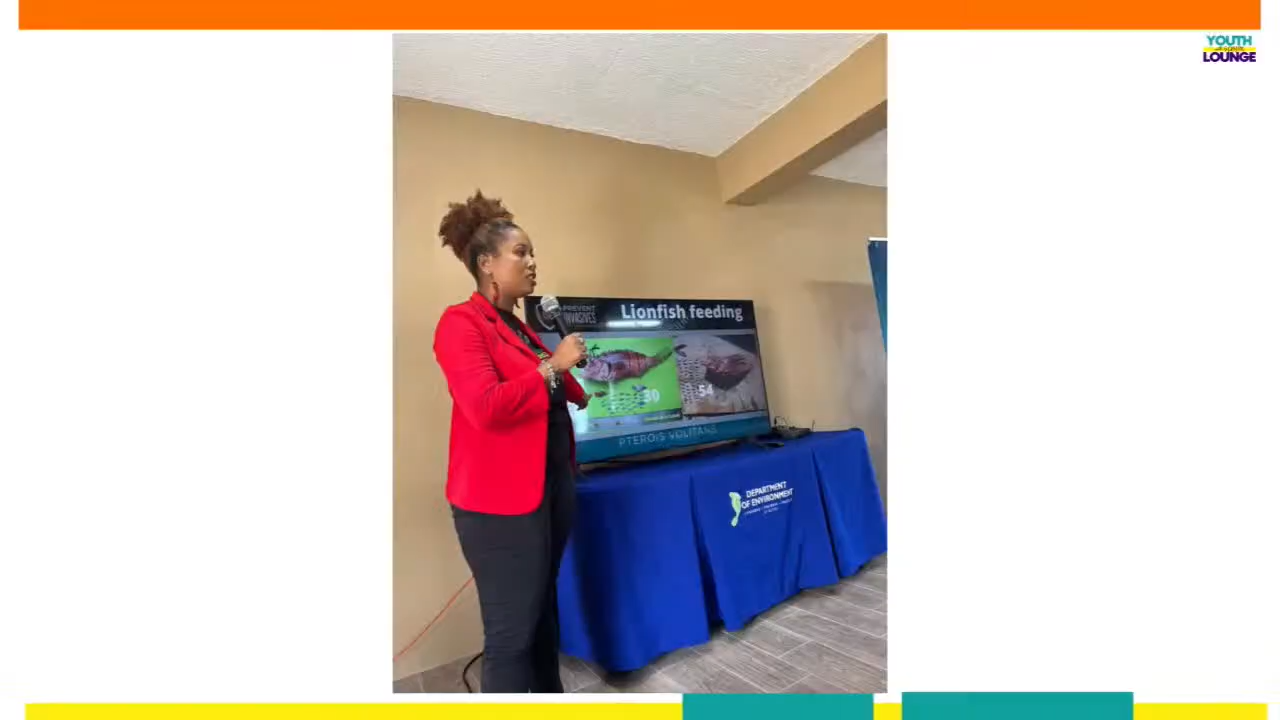 YOUTH
LOUNGE
PREVENT
INVASIVES
Lionfish feeding
30
54
PTEROIS VOLITANS
DEPARTMENT
OF ENVIRONMENT